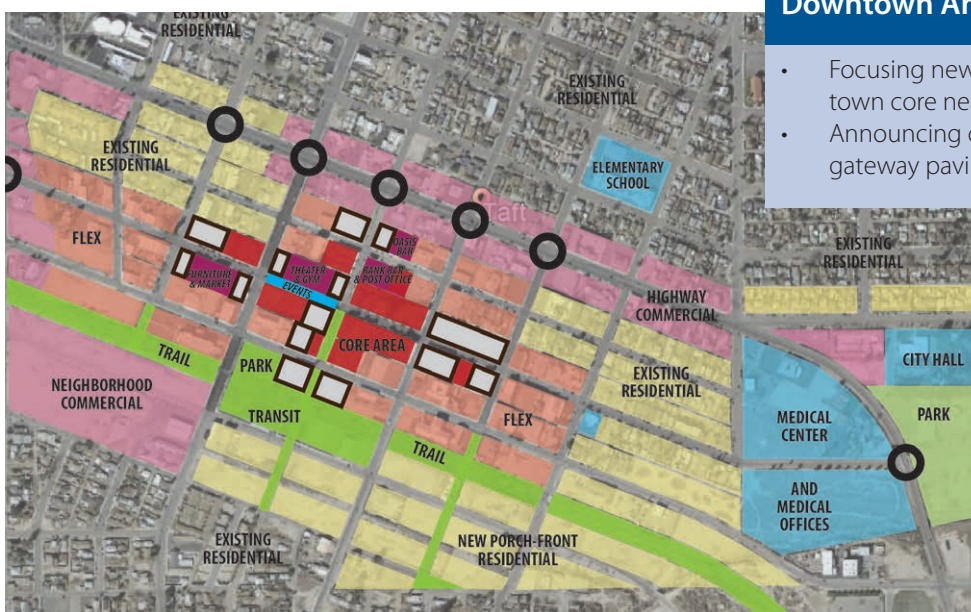 EXISTING
RESIDENTIAL
Downtown
Focusing new
town core
Announcing
gateway
EXISTING
RESIDENTIAL
EXISTING
RESIDENTIAL
ELEMENTARY
SCHOOL
Taft
FLEX
OASIS
BAR
FURNITURE
& MARKET
THEATER
& GYM
BANK BAR
& POST OFFICE
EVENTS
EXISTING
RESIDENTIAL
HIGHWAY
COMMERCIAL
CORE AREA
TRAIL
PARK
CITY HALL
NEIGHBORHOOD
COMMERCIAL
EXISTING
RESIDENTIAL
TRANSIT
FLEX
MEDICAL
CENTER
PARK
TRAIL
AND
MEDICAL
OFFICES
EXISTING
RESIDENTIAL
NEW PORCH-FRONT
RESIDENTIAL